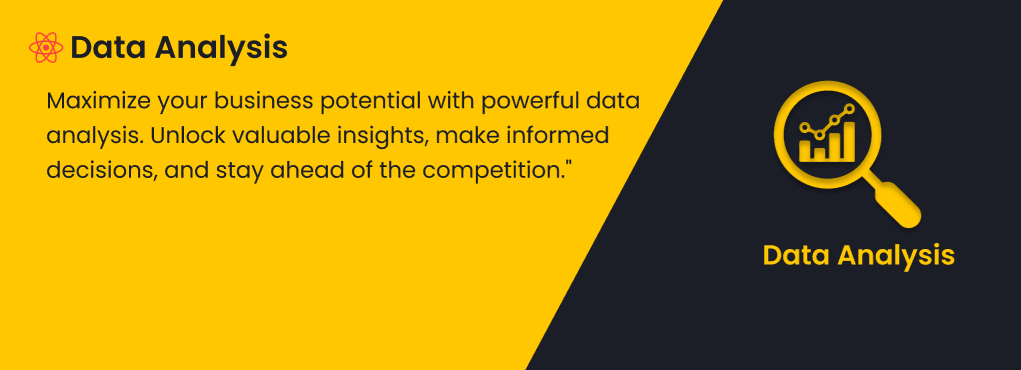 Data Analysis
Maximize your business potential with powerful data
analysis. Unlock valuable insights, make informed
decisions, and stay ahead of the competition."
Data Analysis